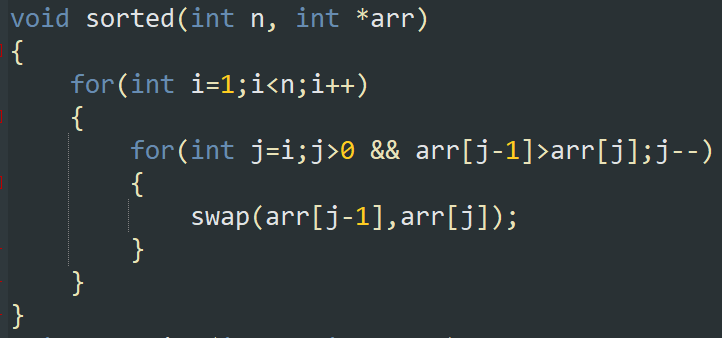 void sorted(int n, int *arr)
{
    for(int i=1;i<n;i++)
    {
        for(int j=i;j>0 && arr[j-1]>arr[j];j--)
        {
            swap(arr[j-1],arr[j]);
        }
    }
}